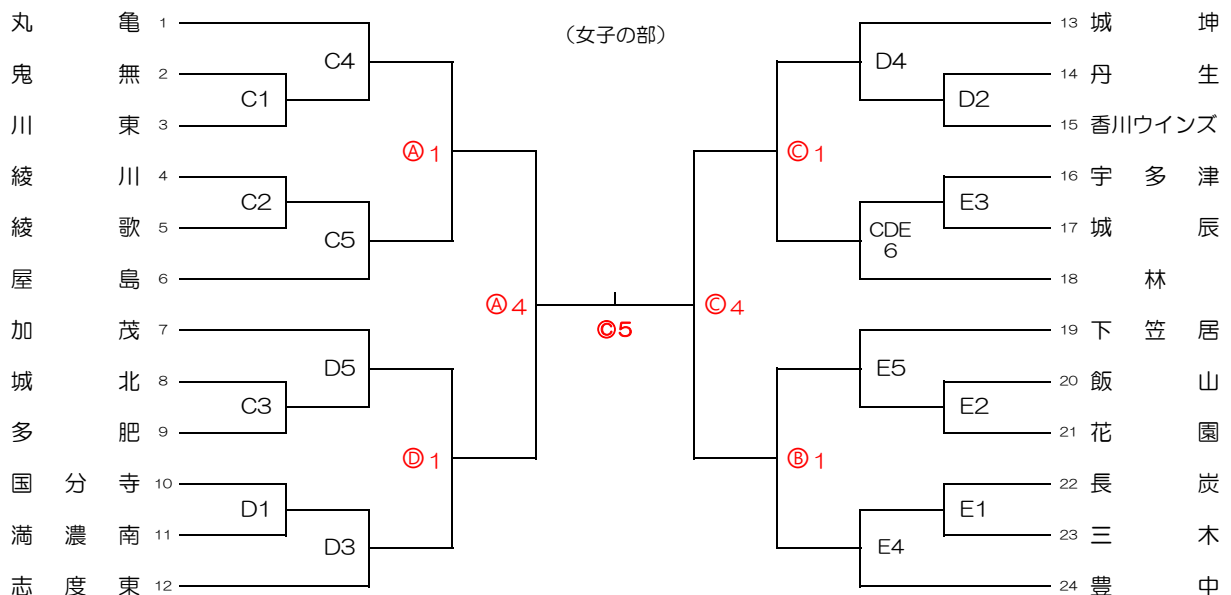 (女子の部)
丸亀 1
鬼無 2
川東 3
綾川 4
綾歌 5
屋島 6
加茂 7
城北 8
多肥 9
国分寺 10
満濃南 11
志度東 12
C4
C1
C2
C5
D5
C3
D1
D3
Ⓐ1
Ⓓ1
Ⓐ4
Ⓒ5
Ⓒ4
Ⓒ1
Ⓑ1
D4
D2
E3
CDE
6
E5
E2
E1
E4
13 城坤
14 丹生
15 香川ウインズ
16 宇多津
17 城辰
18 林
19 下笠居
20 飯山
21 花園
22 長炭
23 三木
24 豊中